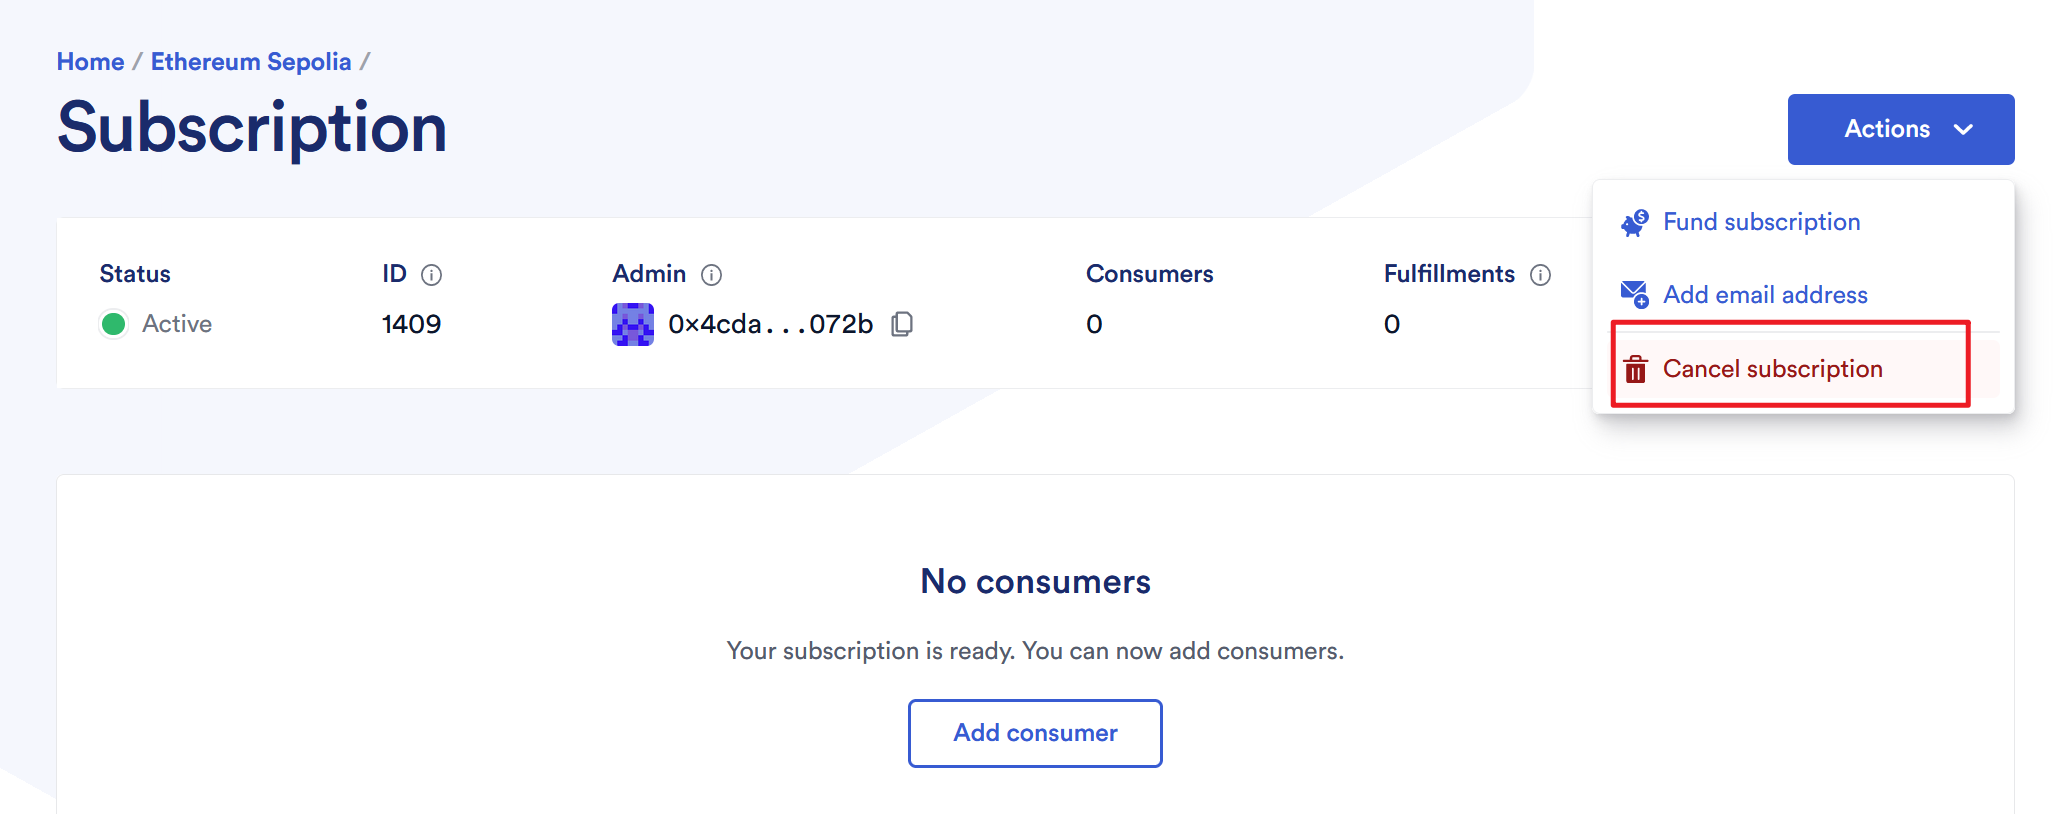 Home / Ethereum Sepolia /
Subscription
Actions
Fund subscription
Add email address
Cancel subscription
Status
Active
ID
1409
Admin
0x4cda...072b
Consumers
0
Fulfillments
0
No consumers
Your subscription is ready. You can now add consumers.
Add consumer